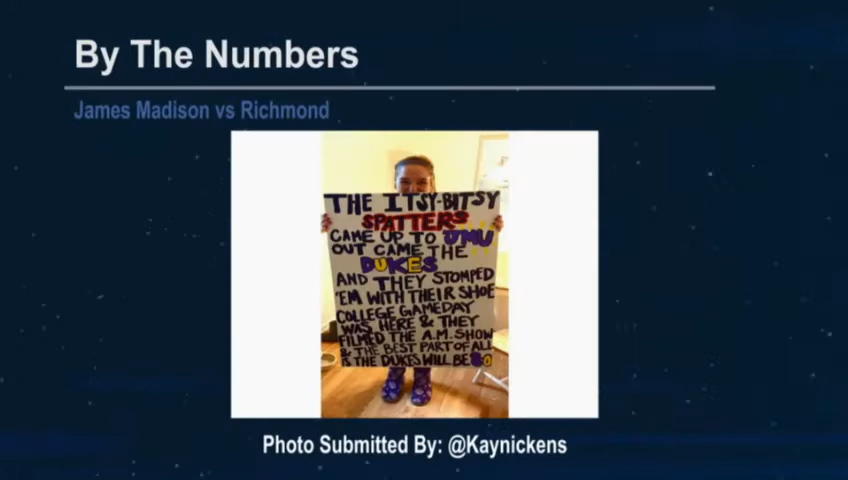 By The Numbers
James Madison vs Richmond
THE ITSY-BITSY
SPATTERS
CAME UP TO JMU
OUT CAME THE
DUKES
AND THEY STOMPED
'EM WITH THEIR SHOE
COLLEGE GAMEDAY
WAS HERE & THEY
FILMED THE A.M. SHOW
& THE BEST PART OF ALL
IS THE DUKES WILL BE 8-0
Photo Submitted By: @Kaynickens